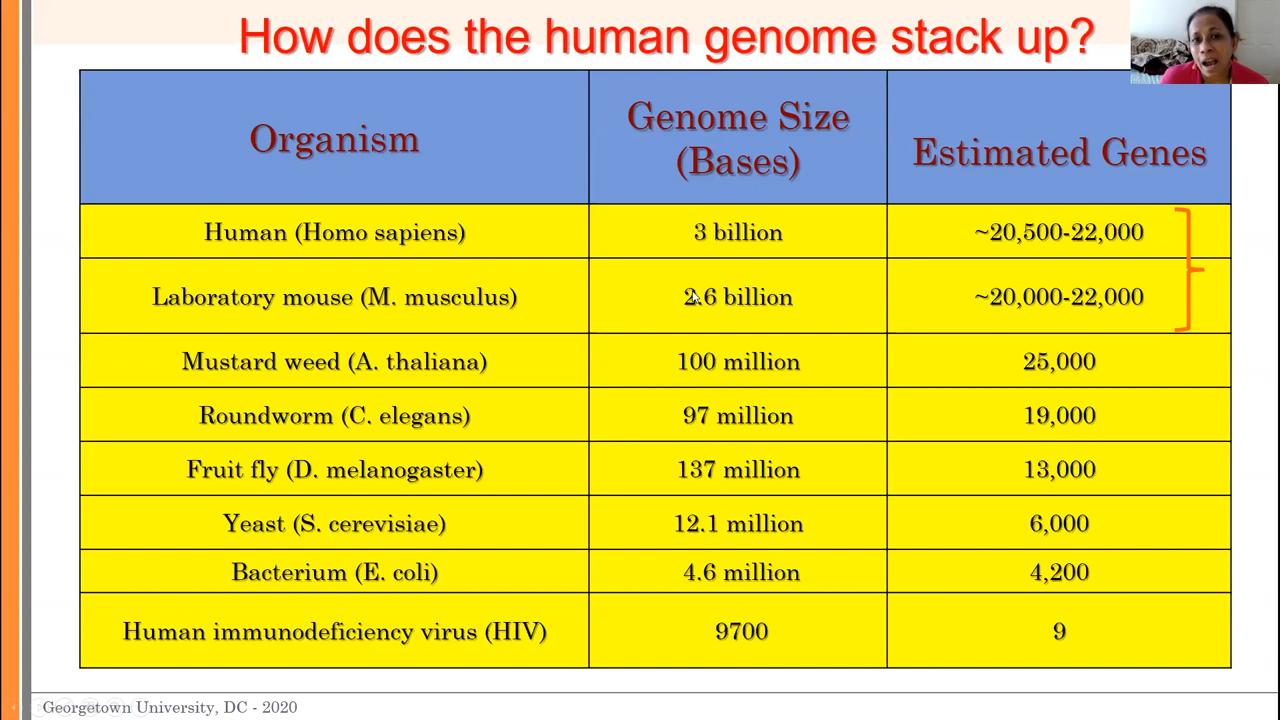 How does the human genome stack up?
Organism
Genome Size
(Bases)
Estimated Genes
Human (Homo sapiens)
3 billion
~20,500-22,000
Laboratory mouse (M. musculus)
2.6 billion
~20,000-22,000
Mustard weed (A. thaliana)
100 million
25,000
Roundworm (C. elegans)
97 million
19,000
Fruit fly (D. melanogaster)
137 million
13,000
Yeast (S. cerevisiae)
12.1 million
6,000
Bacterium (E. coli)
4.6 million
4,200
Human immunodeficiency virus (HIV)
9700
9
Georgetown University, DC - 2020